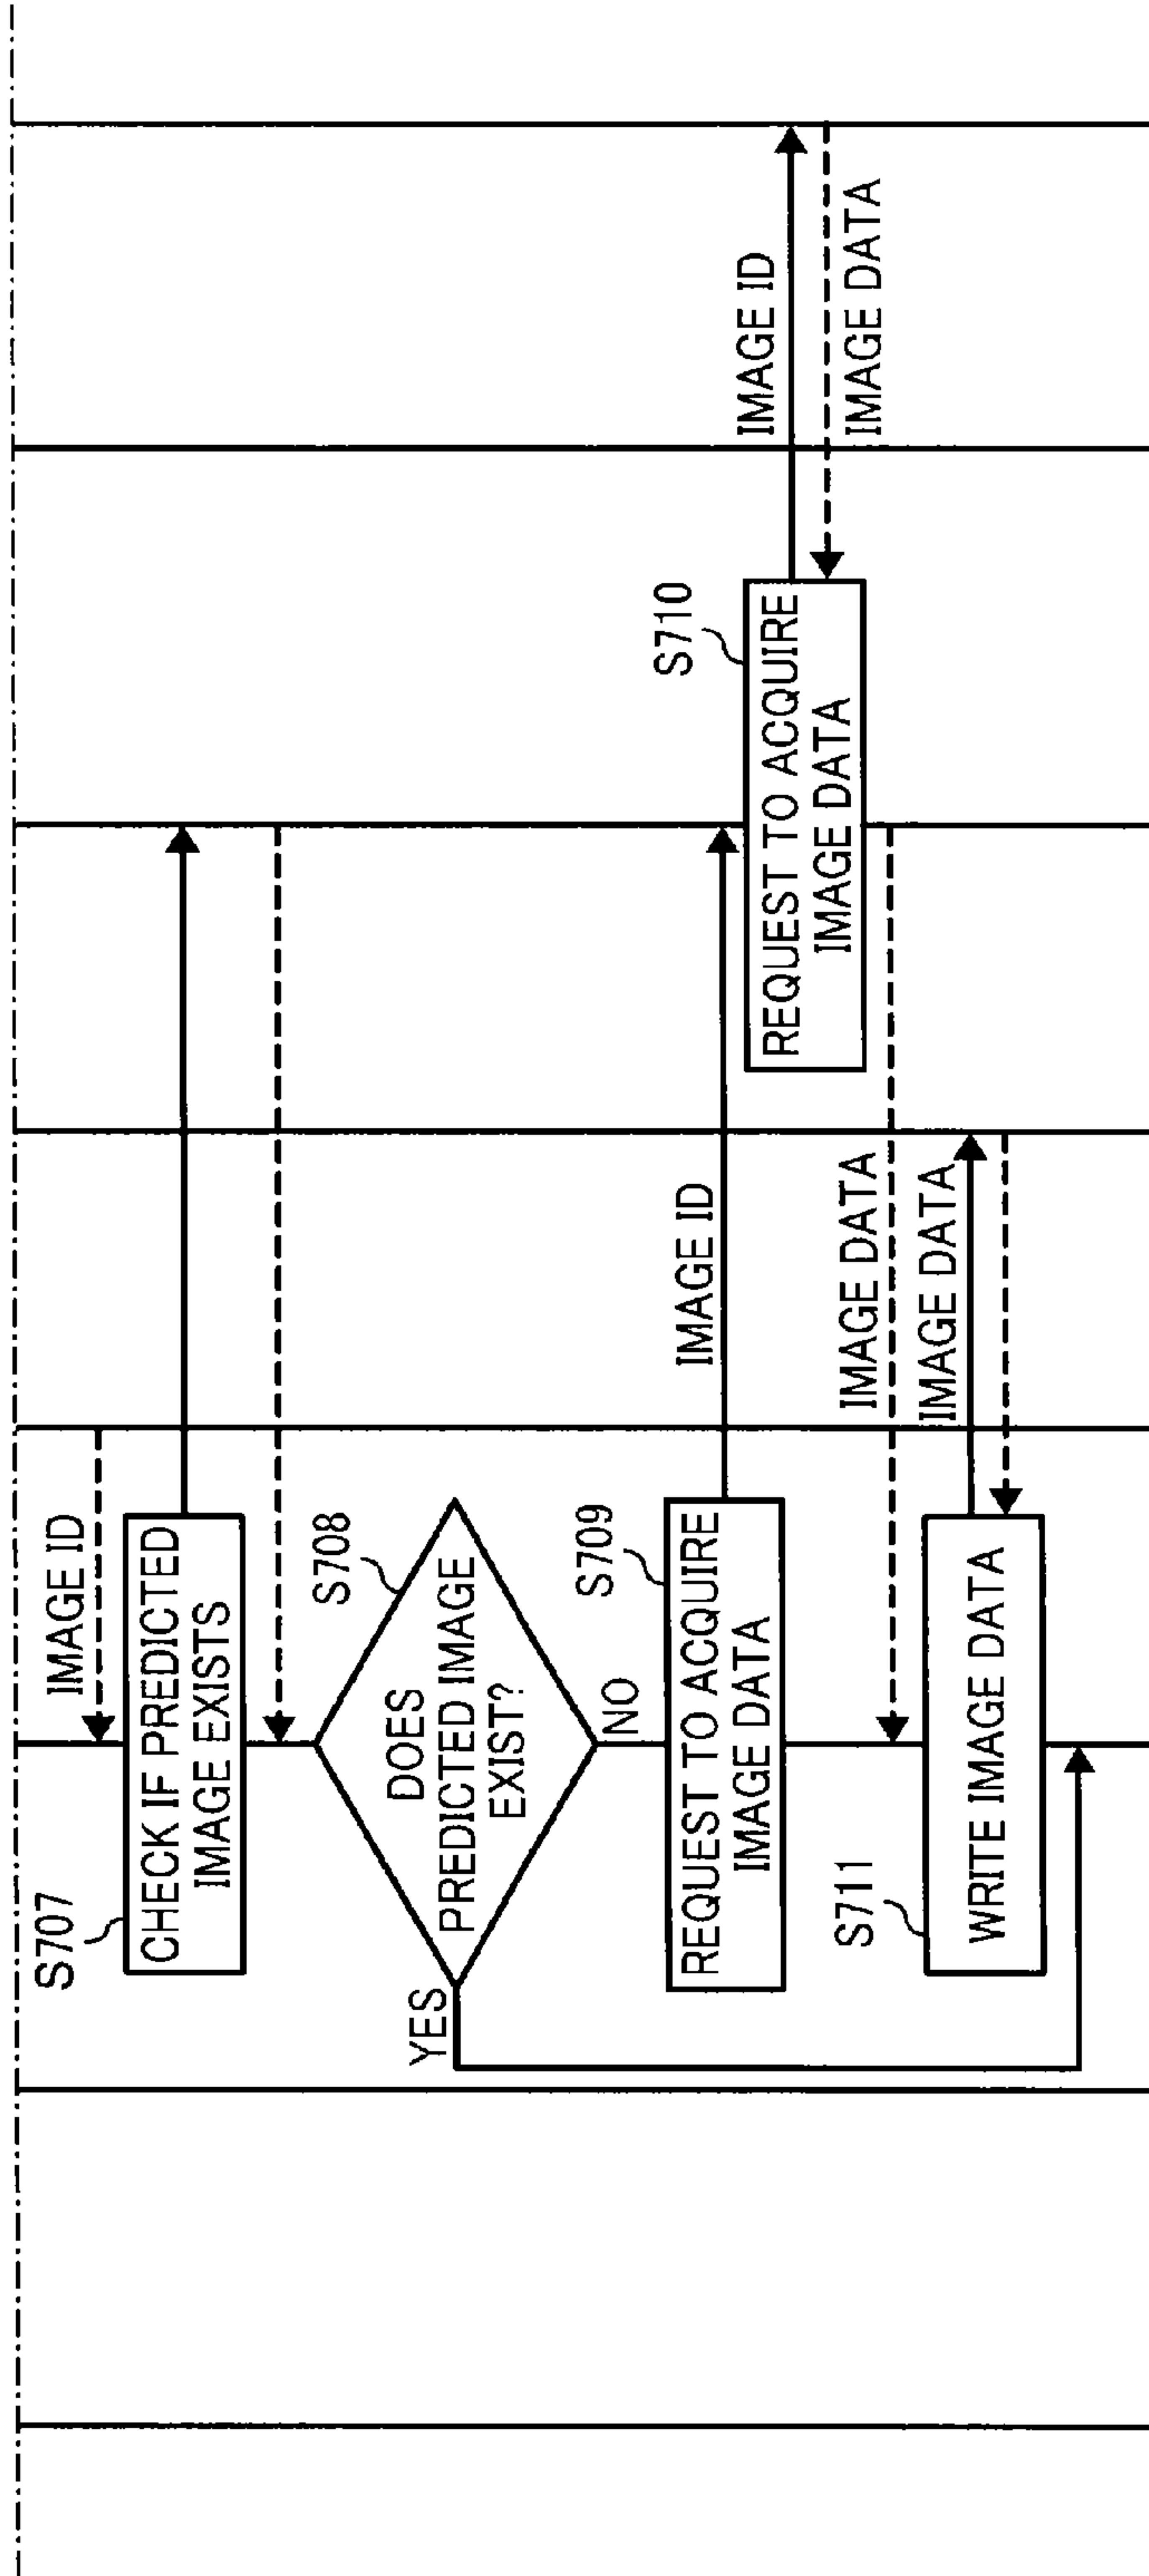 IMAGE ID
S707
CHECK IF PREDICTED
IMAGE EXISTS
S708
DOES
PREDICTED IMAGE
EXIST?
YES
NO
S709
REQUEST TO ACQUIRE
IMAGE DATA
IMAGE ID
S710
REQUEST TO ACQUIRE
IMAGE DATA
IMAGE ID
IMAGE DATA
IMAGE DATA
S711
WRITE IMAGE DATA
IMAGE DATA